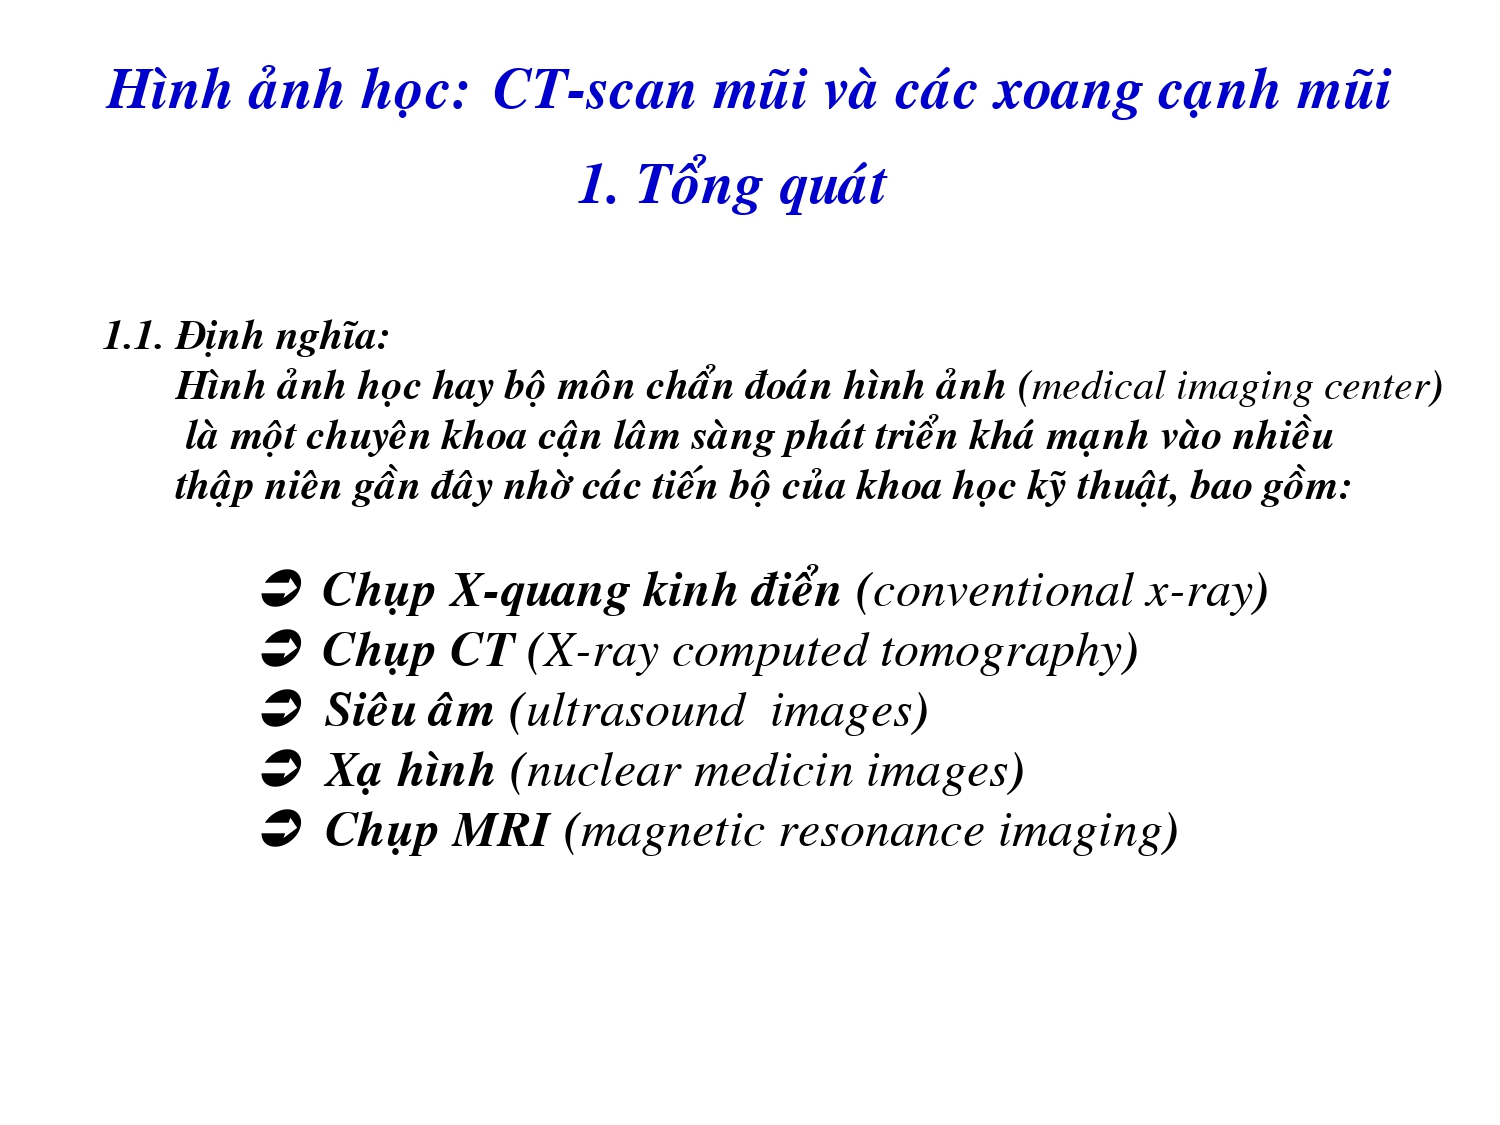 Hình ảnh học: CT-scan mũi và các xoang cạnh mũi
1. Tổng quát
1.1. Định nghĩa:
Hình ảnh học hay bộ môn chẩn đoán hình ảnh (medical imaging center)
là một chuyên khoa cận lâm sàng phát triển khá mạnh vào nhiều
thập niên gần đây nhờ các tiến bộ của khoa học kỹ thuật, bao gồm:
➲ Chụp X-quang kinh điển (conventional x-ray)
➲ Chụp CT (X-ray computed tomography)
➲ Siêu âm (ultrasound images)
➲ Xạ hình (nuclear medicin images)
➲ Chụp MRI (magnetic resonance imaging)